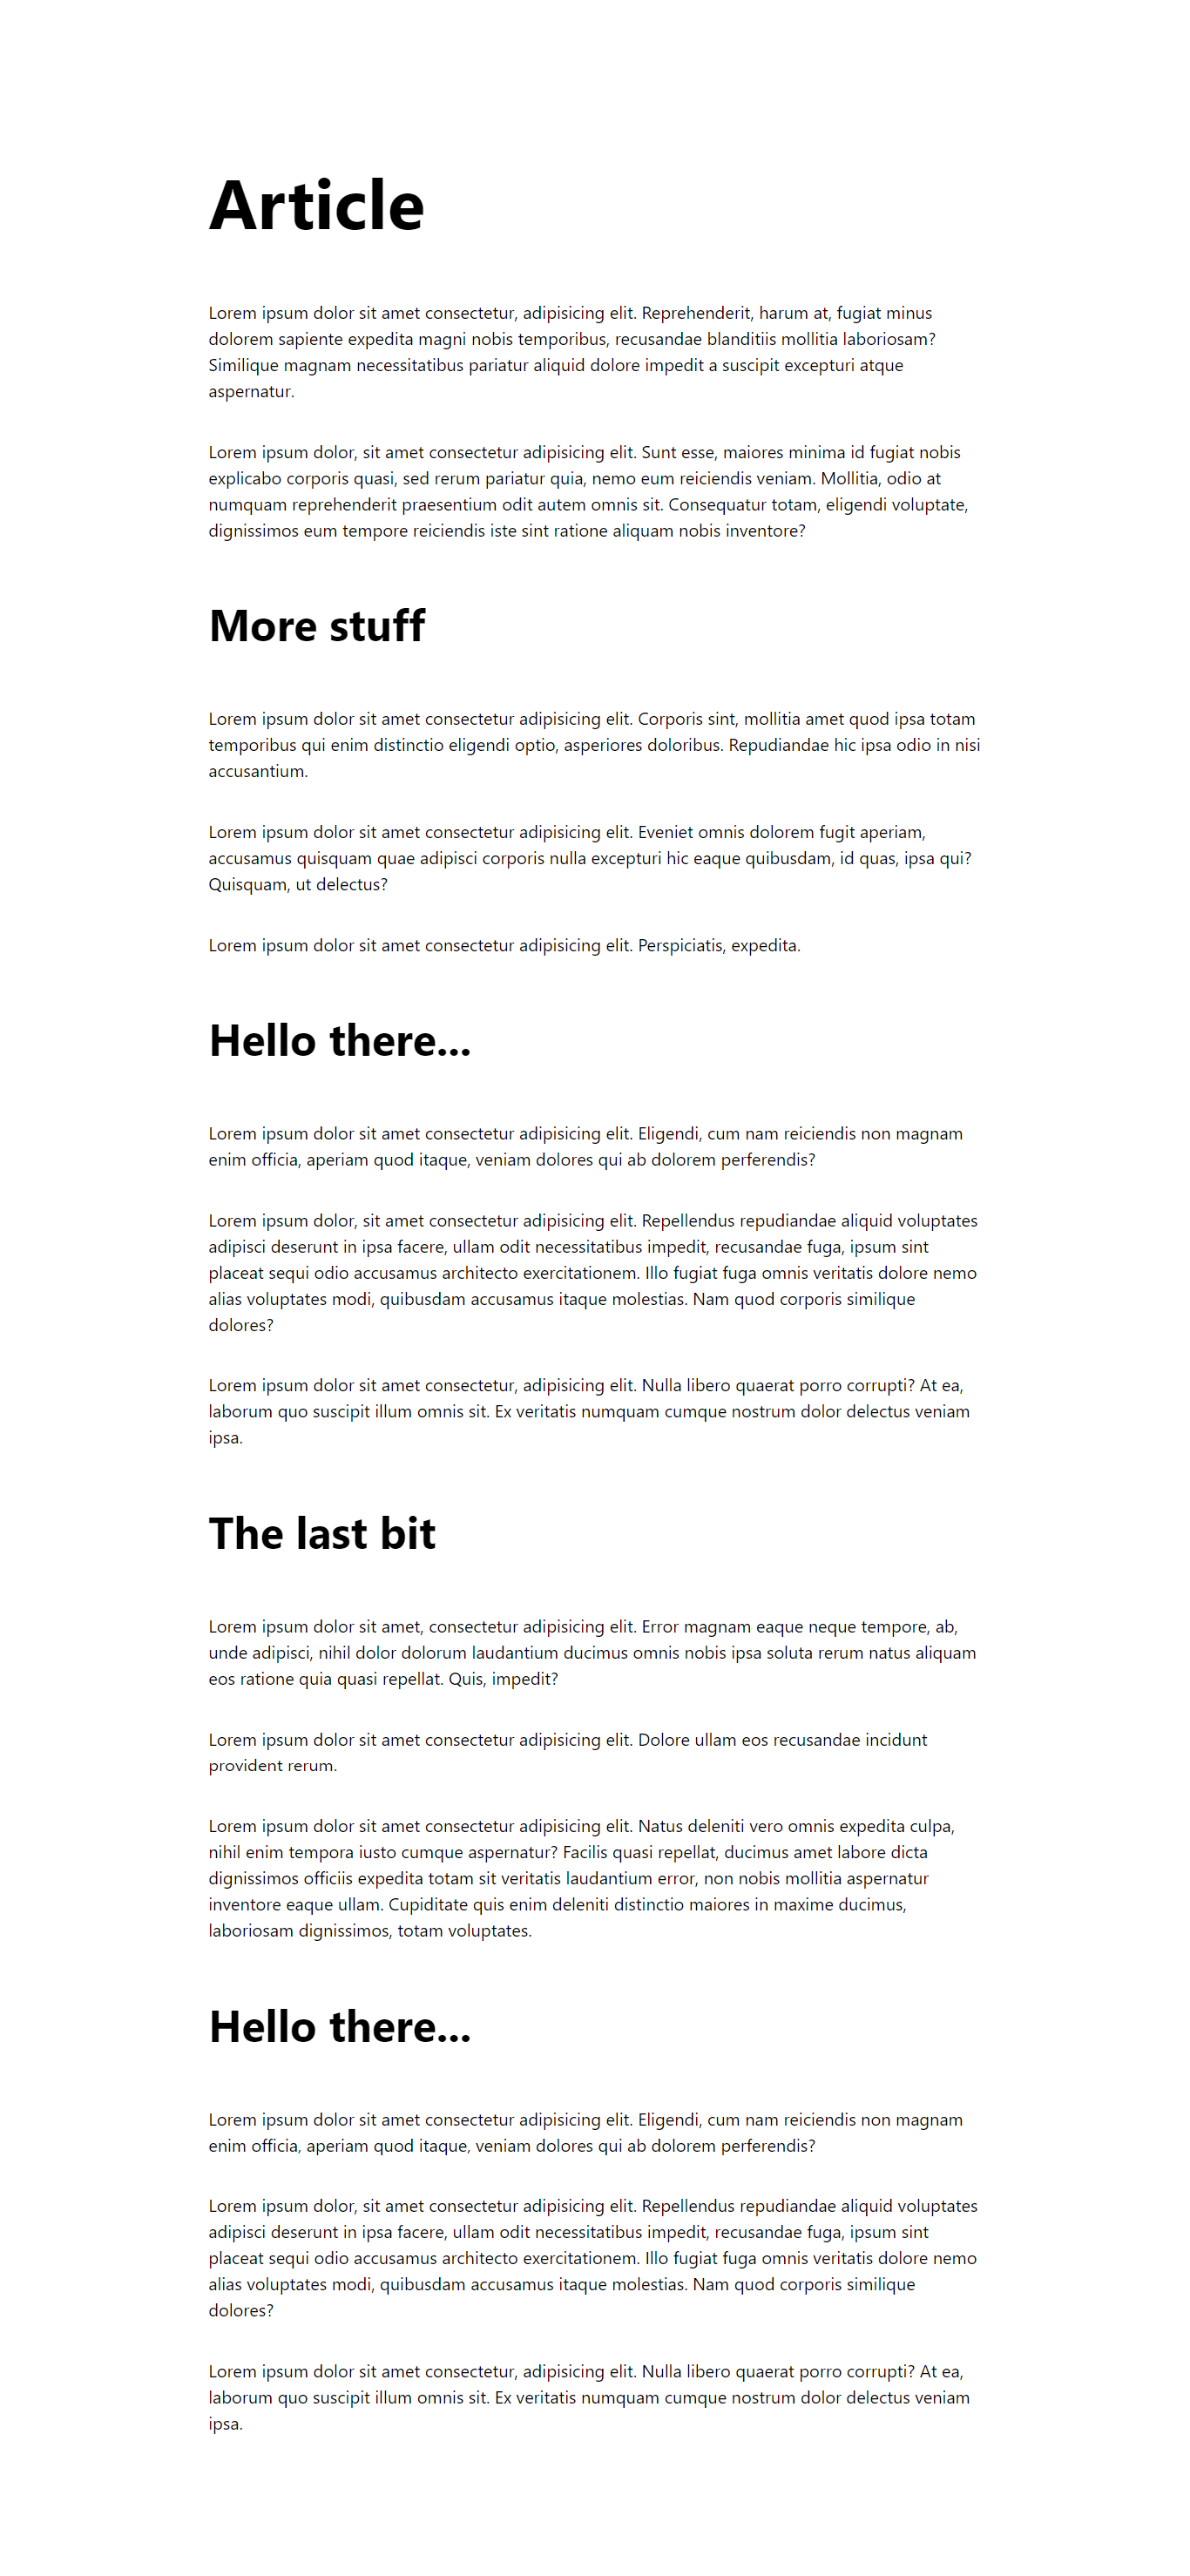 Article
Lorem ipsum dolor sit amet consectetur, adipisicing elit. Reprehenderit, harum at, fugiat minus
dolorem sapiente expedita magni nobis temporibus, recusandae blanditiis mollitia laboriosam?
Similique magnam necessitatibus pariatur aliquid dolore impedit a suscipit excepturi atque
aspernatur.
Lorem ipsum dolor, sit amet consectetur adipisicing elit. Sunt esse, maiores minima id fugiat nobis
explicabo corporis quasi, sed rerum pariatur quia, nemo eum reiciendis veniam. Mollitia, odio at
numquam reprehenderit praesentium odit autem omnis sit. Consequatur totam, eligendi voluptate,
dignissimos eum tempore reiciendis iste sint ratione aliquam nobis inventore?
More stuff
Lorem ipsum dolor sit amet consectetur adipisicing elit. Corporis sint, mollitia amet quod ipsa totam
temporibus qui enim distinctio eligendi optio, asperiores doloribus. Repudiandae hic ipsa odio in nisi
accusantium.
Lorem ipsum dolor sit amet consectetur adipisicing elit. Eveniet omnis dolorem fugit aperiam,
accusamus quisquam quae adipisci corporis nulla excepturi hic eaque quibusdam, id quas, ipsa qui?
Quisquam, ut delectus?
Lorem ipsum dolor sit amet consectetur adipisicing elit. Perspiciatis, expedita.
Hello there...
Lorem ipsum dolor sit amet consectetur adipisicing elit. Eligendi, cum nam reiciendis non magnam
enim officia, aperiam quod itaque, veniam dolores qui ab dolorem perferendis?
Lorem ipsum dolor, sit amet consectetur adipisicing elit. Repellendus repudiandae aliquid voluptates
adipisci deserunt in ipsa facere, ullam odit necessitatibus impedit, recusandae fuga, ipsum sint
placeat sequi odio accusamus architecto exercitationem. Illo fugiat fuga omnis veritatis dolore nemo
alias voluptates modi, quibusdam accusamus itaque molestias. Nam quod corporis similique
dolores?
Lorem ipsum dolor sit amet consectetur, adipisicing elit. Nulla libero quaerat porro corrupti? At ea,
laborum quo suscipit illum omnis sit. Ex veritatis numquam cumque nostrum dolor delectus veniam
ipsa.
The last bit
Lorem ipsum dolor sit amet, consectetur adipisicing elit. Error magnam eaque neque tempore, ab,
unde adipisci, nihil dolor dolorum laudantium ducimus omnis nobis ipsa soluta rerum natus aliquam
eos ratione quia quasi repellat. Quis, impedit?
Lorem ipsum dolor sit amet consectetur adipisicing elit. Dolore ullam eos recusandae incidunt
provident rerum.
Lorem ipsum dolor sit amet consectetur adipisicing elit. Natus deleniti vero omnis expedita culpa,
nihil enim tempora iusto cumque aspernatur? Facilis quasi repellat, ducimus amet labore dicta
dignissimos officiis expedita totam sit veritatis laudantium error, non nobis mollitia aspernatur
inventore eaque ullam. Cupiditate quis enim deleniti distinctio maiores in maxime ducimus,
laboriosam dignissimos, totam voluptates.
Hello there...
Lorem ipsum dolor sit amet consectetur adipisicing elit. Eligendi, cum nam reiciendis non magnam
enim officia, aperiam quod itaque, veniam dolores qui ab dolorem perferendis?
Lorem ipsum dolor, sit amet consectetur adipisicing elit. Repellendus repudiandae aliquid voluptates
adipisci deserunt in ipsa facere, ullam odit necessitatibus impedit, recusandae fuga, ipsum sint
placeat sequi odio accusamus architecto exercitationem. Illo fugiat fuga omnis veritatis dolore nemo
alias voluptates modi, quibusdam accusamus itaque molestias. Nam quod corporis similique
dolores?
Lorem ipsum dolor sit amet consectetur, adipisicing elit. Nulla libero quaerat porro corrupti? At ea,
laborum quo suscipit illum omnis sit. Ex veritatis numquam cumque nostrum dolor delectus veniam
ipsa.